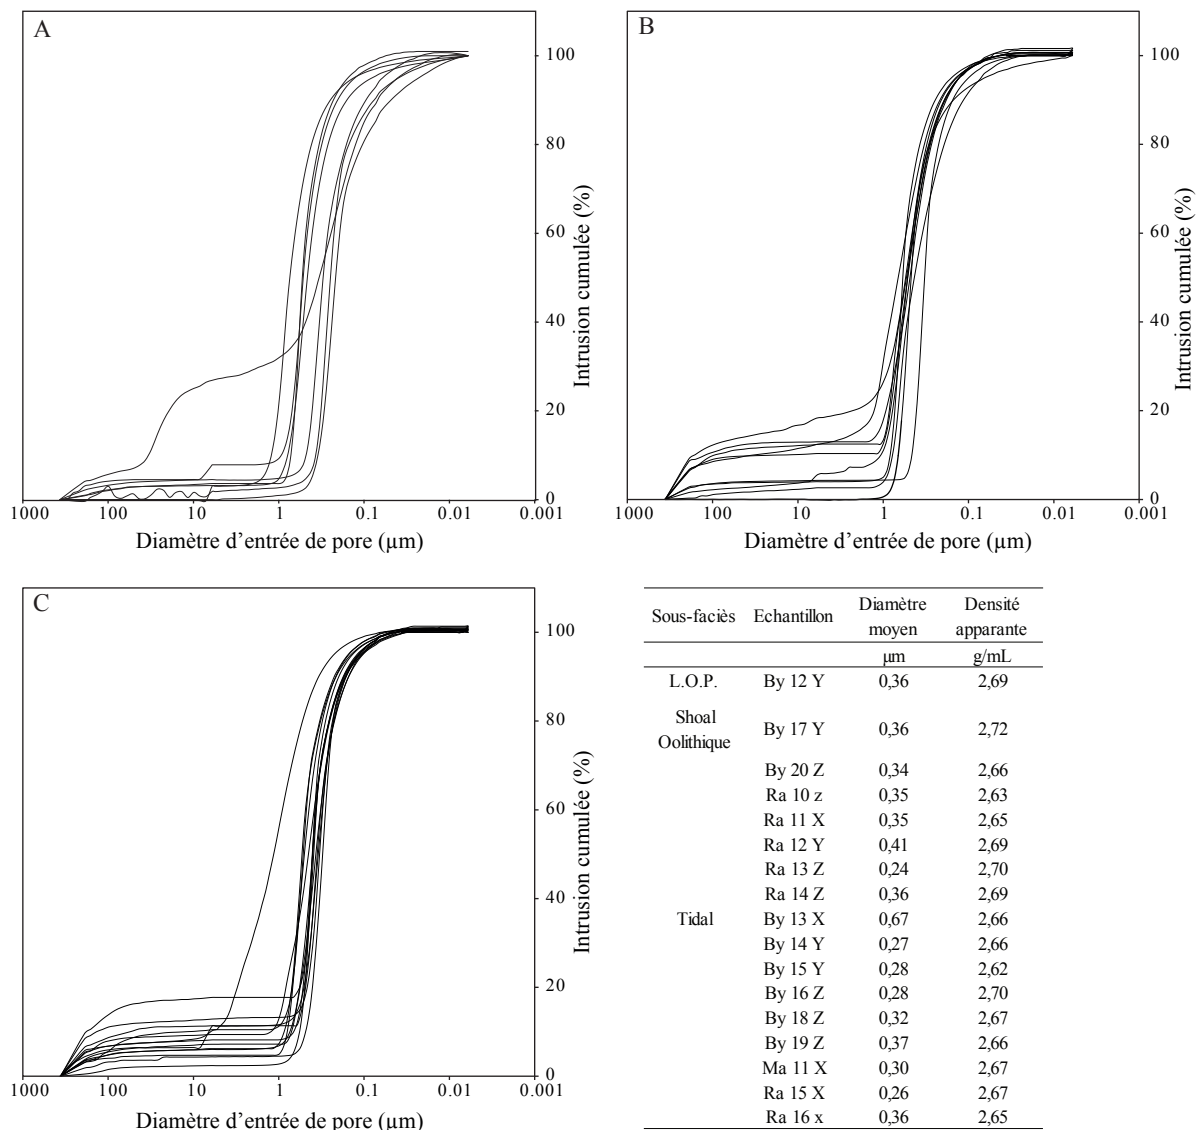 A
100
80
60
40
20
0
Intrusion cumulée (%)
1000 100 10 1 0.1 0.01 0.001
Diamètre d'entrée de pore (µm)
B
100
80
60
40
20
0
Intrusion cumulée (%)
1000 100 10 1 0.1 0.01 0.001
Diamètre d'entrée de pore (µm)
C
100
80
60
40
20
0
Intrusion cumulée (%)
1000 100 10 1 0.1 0.01 0.001
Diamètre d'entrée de pore (µm)
Sous-faciès Echantillon Diamètre moyen Densité apparante
µm g/mL
L.O.P. By 12 Y 0,36 2,69
Shoal Oolithique By 17 Y 0,36 2,72
By 20 Z 0,34 2,66
Ra 10 z 0,35 2,63
Ra 11 X 0,35 2,65
Ra 12 Y 0,41 2,69
Ra 13 Z 0,24 2,70
Ra 14 Z 0,36 2,69
Tidal By 13 X 0,67 2,66
By 14 Y 0,27 2,66
By 15 Y 0,28 2,62
By 16 Z 0,28 2,70
By 18 Z 0,32 2,67
By 19 Z 0,37 2,66
Ma 11 X 0,30 2,67
Ra 15 X 0,26 2,67
Ra 16 x 0,36 2,65